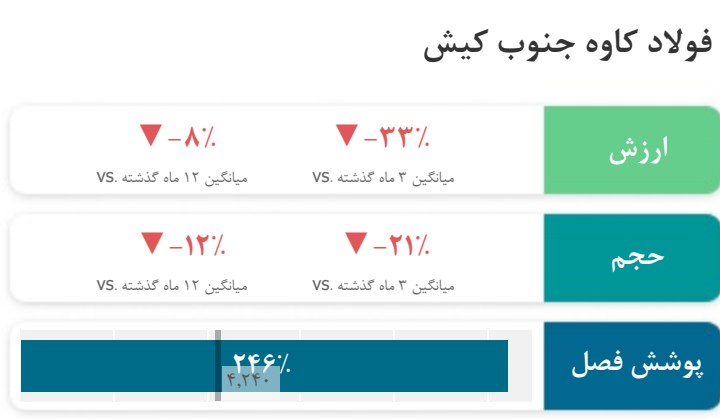 فولاد کاوه جنوب کیش
ارزش
▼ -۳۳٪ ▼ -۸٪
میانگین ۳ ماه گذشته .VS میانگین ۱۲ ماه گذشته .VS
حجم
▼ -۲۱٪ ▼ -۱۲٪
میانگین ۳ ماه گذشته .VS میانگین ۱۲ ماه گذشته .VS
پوشش فصل
۲۴۶٪
۴,۲۴۰